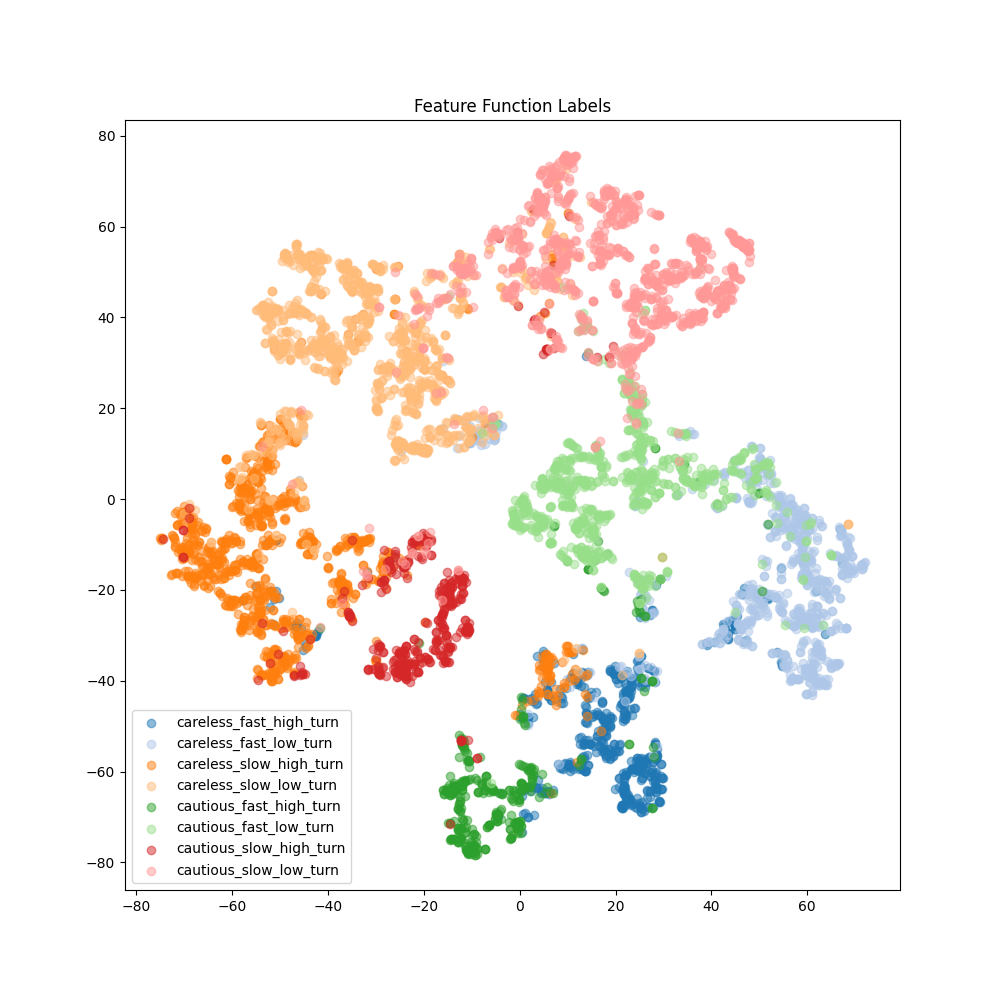 Feature Function Labels
80
60
40
20
0
−20
−40
−60
−80
careless_fast_high_turn
careless_fast_low_turn
careless_slow_high_turn
careless_slow_low_turn
cautious_fast_high_turn
cautious_fast_low_turn
cautious_slow_high_turn
cautious_slow_low_turn
−80 −60 −40 −20 0 20 40 60